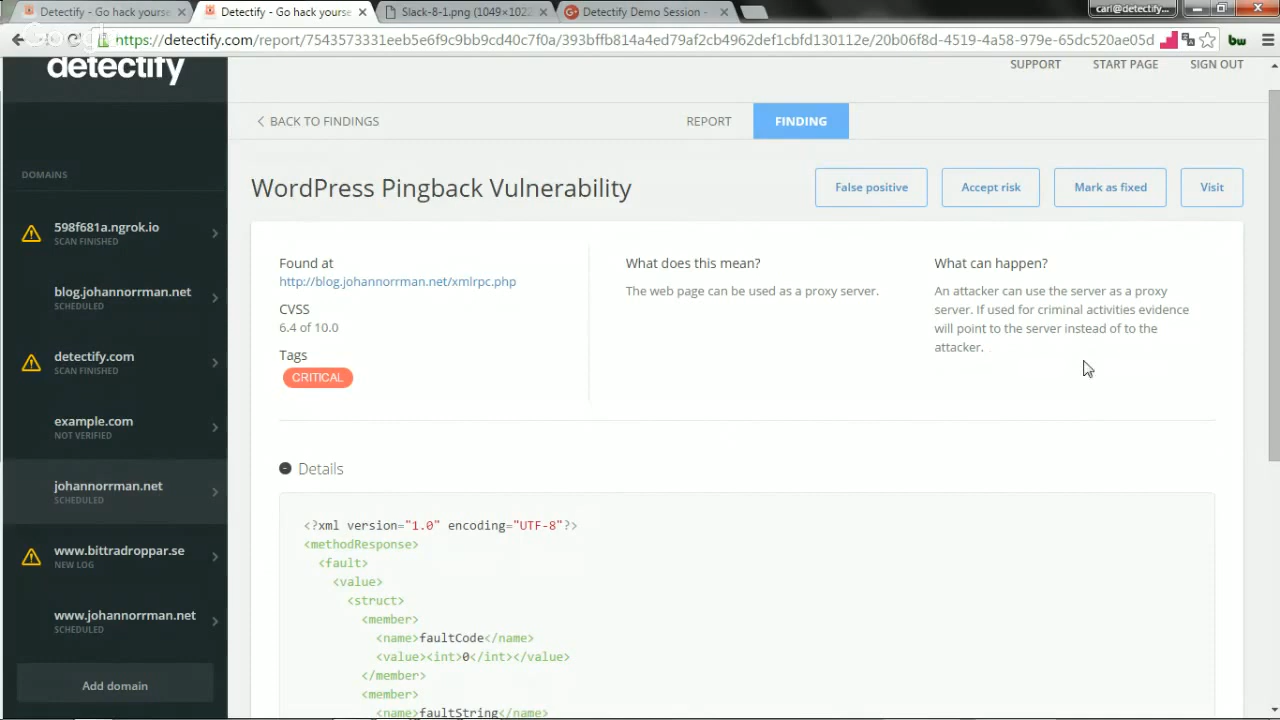 Detectify - Go hack yourse
Detectify - Go hack yourse
Slack-8-1.png (1049×1022
Detectify Demo Session -
carl@detectify...
https://detectify.com/report/7543573331eeb5e6f9c9bb9cd40c7f0a/393bffb814a4ed79af2cb4962def1cbd130112e/20b06f8d-4519-4a58-979e-65dc520ae05d
bw
detectify
SUPPORT
START PAGE
SIGN OUT
BACK TO FINDINGS
REPORT
FINDING
DOMAINS
598f681a.ngrok.io
SCAN FINISHED
blog.johannorrman.net
SCHEDULED
detectify.com
SCAN FINISHED
example.com
NOT VERIFIED
johannorrman.net
SCHEDULED
www.bittradroppar.se
NEW LOG
www.johannorrman.net
SCHEDULED
Add domain
WordPress Pingback Vulnerability
False positive
Accept risk
Mark as fixed
Visit
Found at
http://blog.johannorrman.net/xmlrpc.php
CVSS
6.4 of 10.0
Tags
CRITICAL
What does this mean?
The web page can be used as a proxy server.
What can happen?
An attacker can use the server as a proxy
server. If used for criminal activities evidence
will point to the server instead of to the
attacker.
Details
<?xml version="1.0" encoding="UTF-8"?>
<methodResponse>
<fault>
<value>
<struct>
<member>
<name>faultCode</name>
<value><int>0</int></value>
</member>
<member>
<name>faultString</name>